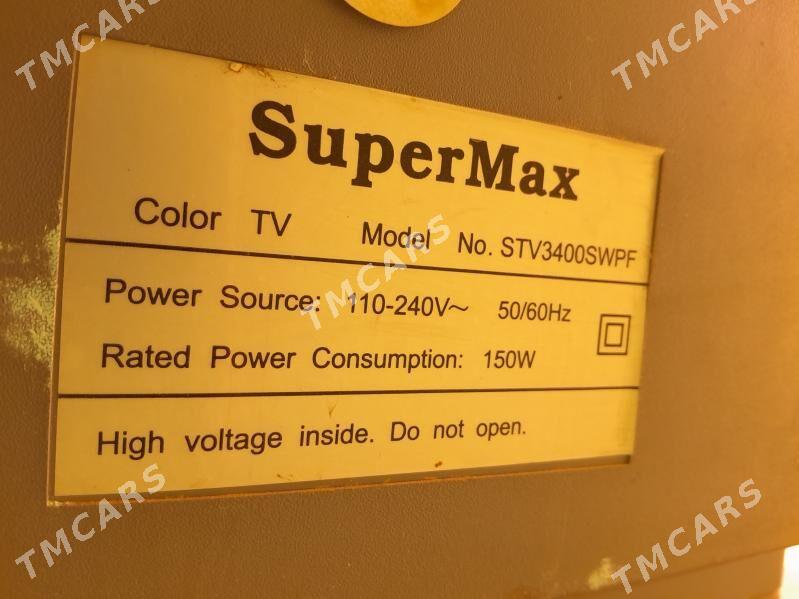 TMCARS
TMCARS
SuperMax
Color TV Model No. STV3400SWPF
TMCARS
Power Source: 110-240V~ 50/60Hz
Rated Power Consumption: 150W
High voltage inside. Do not open.
TMCARS
TMCARS